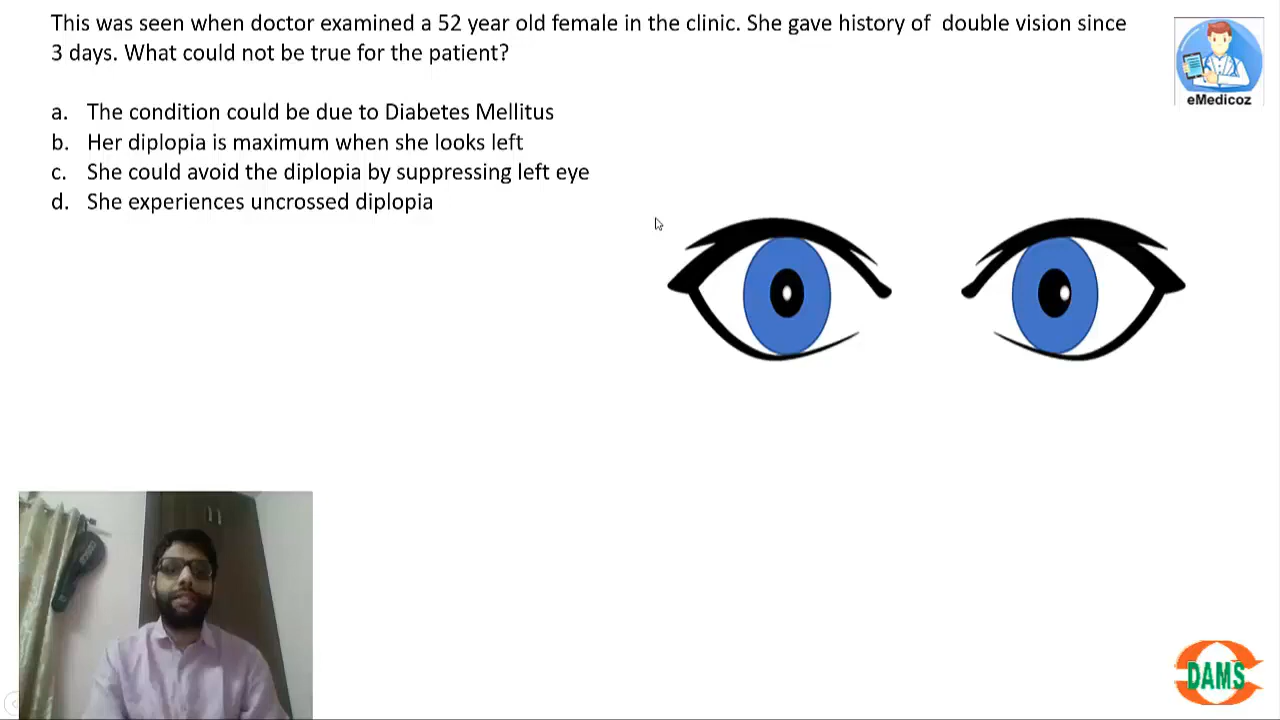 This was seen when doctor examined a 52 year old female in the clinic. She gave history of  double vision since
3 days. What could not be true for the patient?
a. The condition could be due to Diabetes Mellitus
b. Her diplopia is maximum when she looks left
c. She could avoid the diplopia by suppressing left eye
d. She experiences uncrossed diplopia
eMedicoz
DAMS